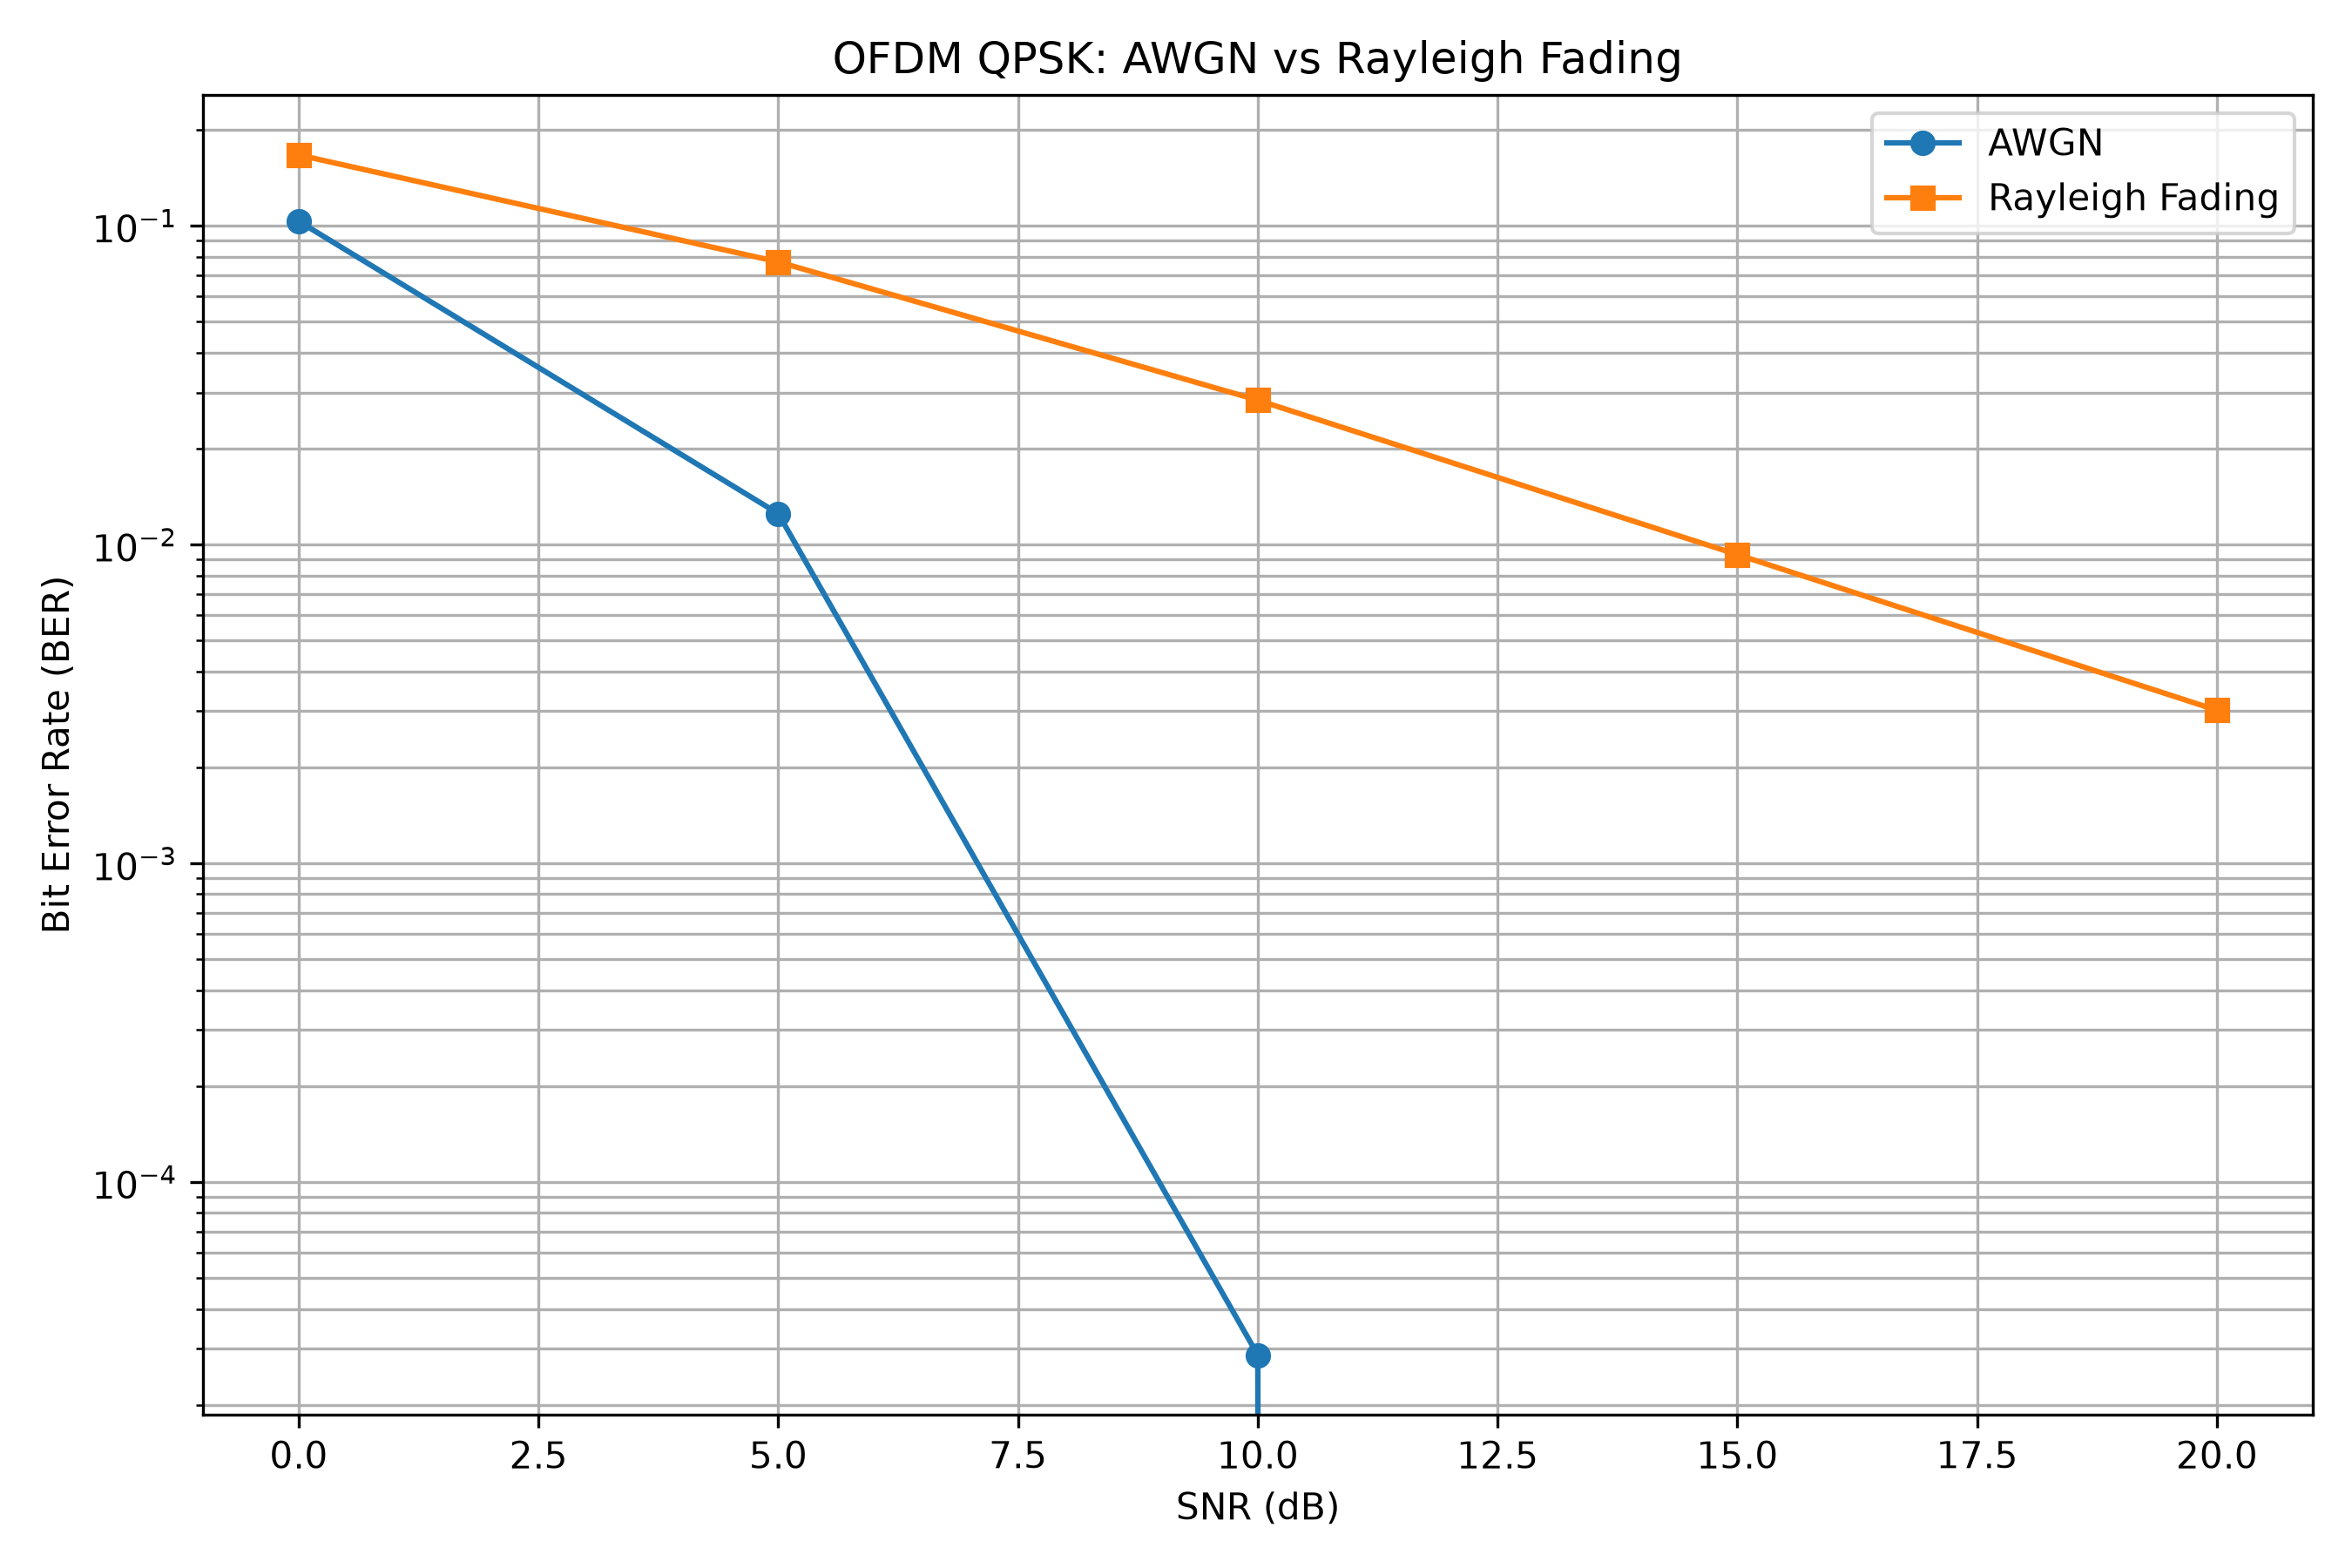 OFDM QPSK: AWGN vs Rayleigh Fading
AWGN
Rayleigh Fading
Bit Error Rate (BER)
10⁻¹
10⁻²
10⁻³
10⁻⁴
0.0 2.5 5.0 7.5 10.0 12.5 15.0 17.5 20.0
SNR (dB)